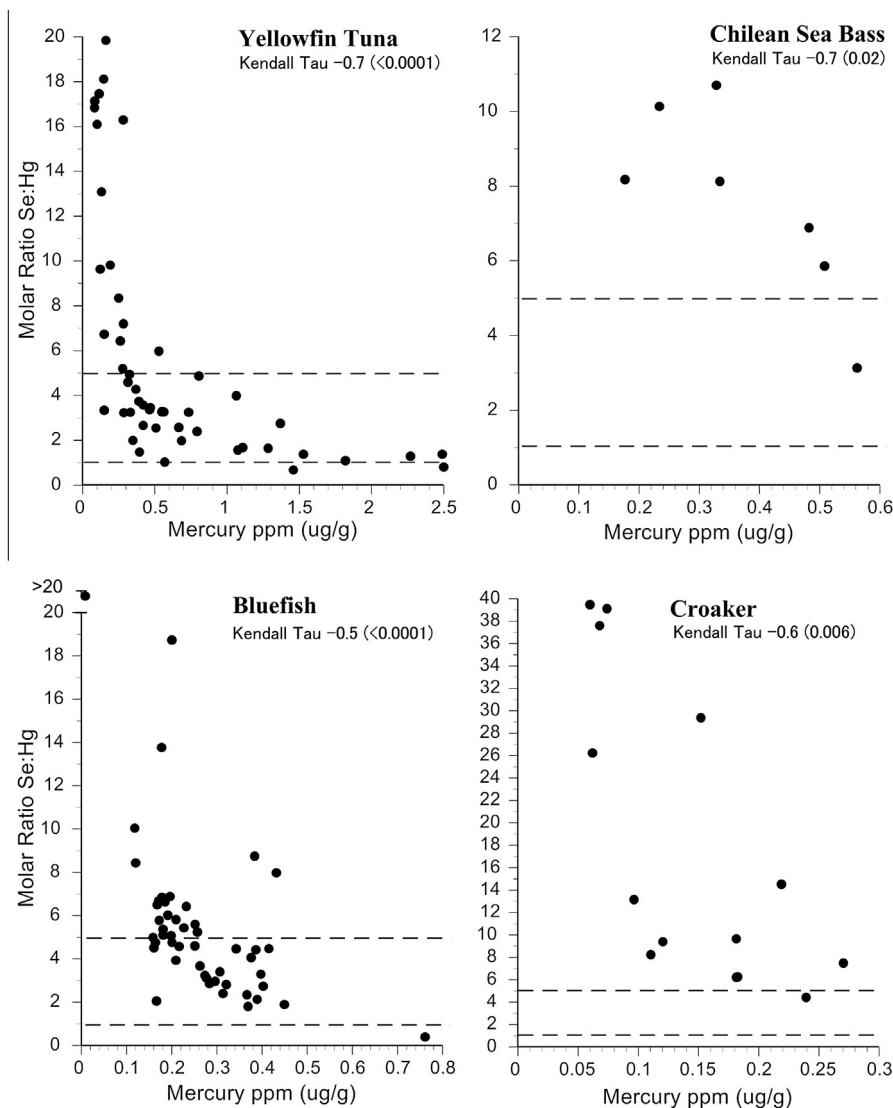 Yellowfin Tuna
Kendall Tau −0.7 (<0.0001)
20
18
16
14
12
10
8
6
4
2
0
Molar Ratio Se:Hg
0 0.5 1 1.5 2 2.5
Mercury ppm (ug/g)
Chilean Sea Bass
Kendall Tau −0.7 (0.02)
12
10
8
6
4
2
0
0 0.1 0.2 0.3 0.4 0.5 0.6
Mercury ppm (ug/g)
Bluefish
Kendall Tau −0.5 (<0.0001)
>20
20
18
16
14
12
10
8
6
4
2
0
Molar Ratio Se:Hg
0 0.1 0.2 0.3 0.4 0.5 0.6 0.7 0.8
Mercury ppm (ug/g)
Croaker
Kendall Tau −0.6 (0.006)
40
38
36
34
32
30
28
26
24
22
20
18
16
14
12
10
8
6
4
2
0
0 0.05 0.1 0.15 0.2 0.25 0.3
Mercury ppm (ug/g)